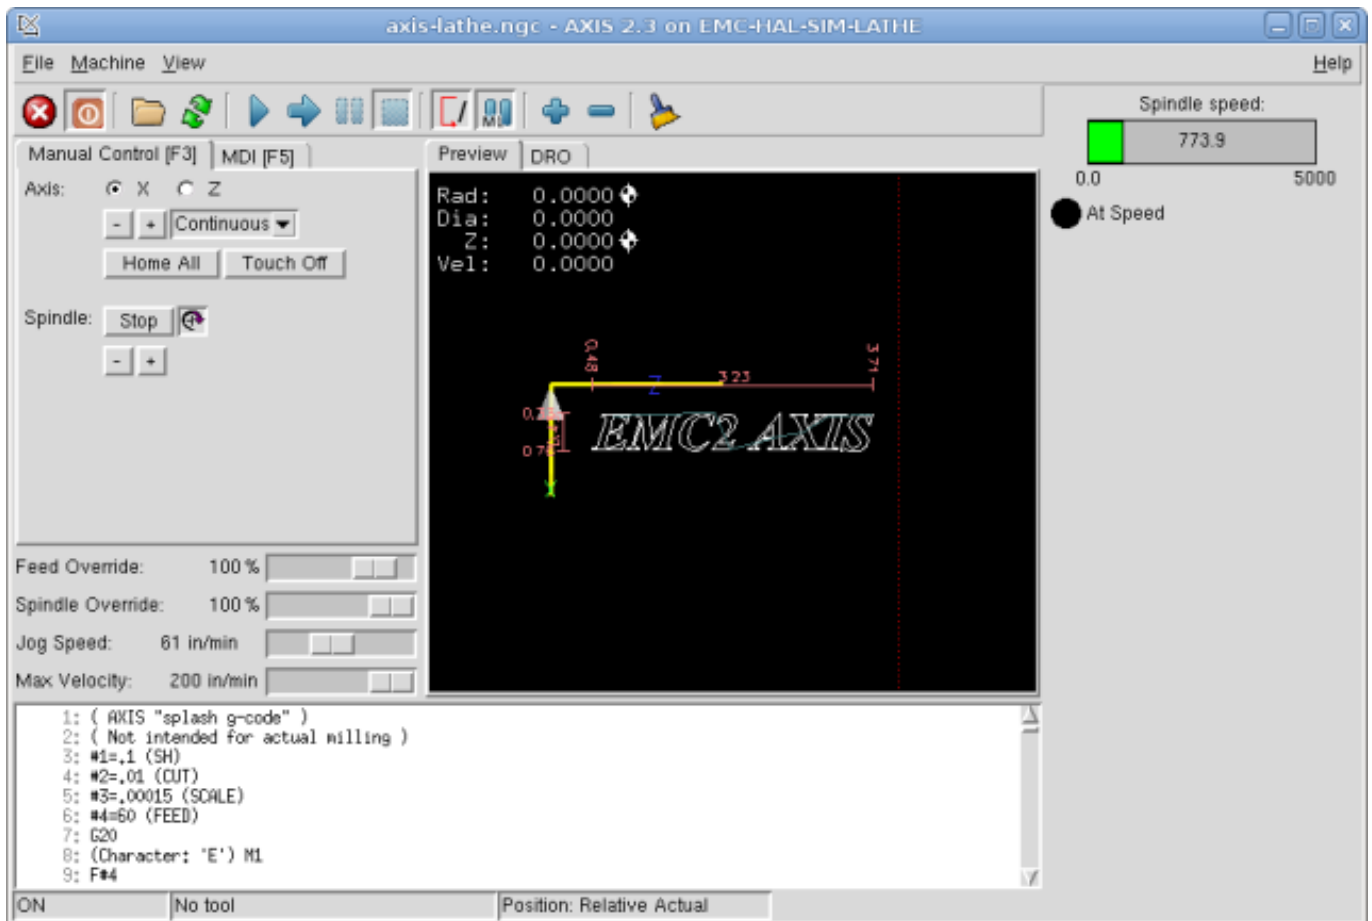 axis-lathe.ngc - AXIS 2.3 on EMC-HAL-SIM-LATHE
File Machine View Help
Manual Control [F3] MDI [F5]
Axis: X Z
- + Continuous
Home All Touch Off
Spindle: Stop
- +
Feed Override: 100 %
Spindle Override: 100 %
Jog Speed: 61 in/min
Max Velocity: 200 in/min
Preview DRO
Rad: 0.0000
Dia: 0.0000
Z: 0.0000
Vel: 0.0000
0.48
3.71
Z 3.23
EMC2 AXIS
Spindle speed:
773.9
0.0 5000
At Speed
1: ( AXIS "splash g-code" )
2: ( Not intended for actual milling )
3: #1=.1 (SH)
4: #2=.01 (CUT)
5: #3=.00015 (SCALE)
6: #4=60 (FEED)
7: G20
8: (Character: 'E') M1
9: F#4
ON No tool Position: Relative Actual